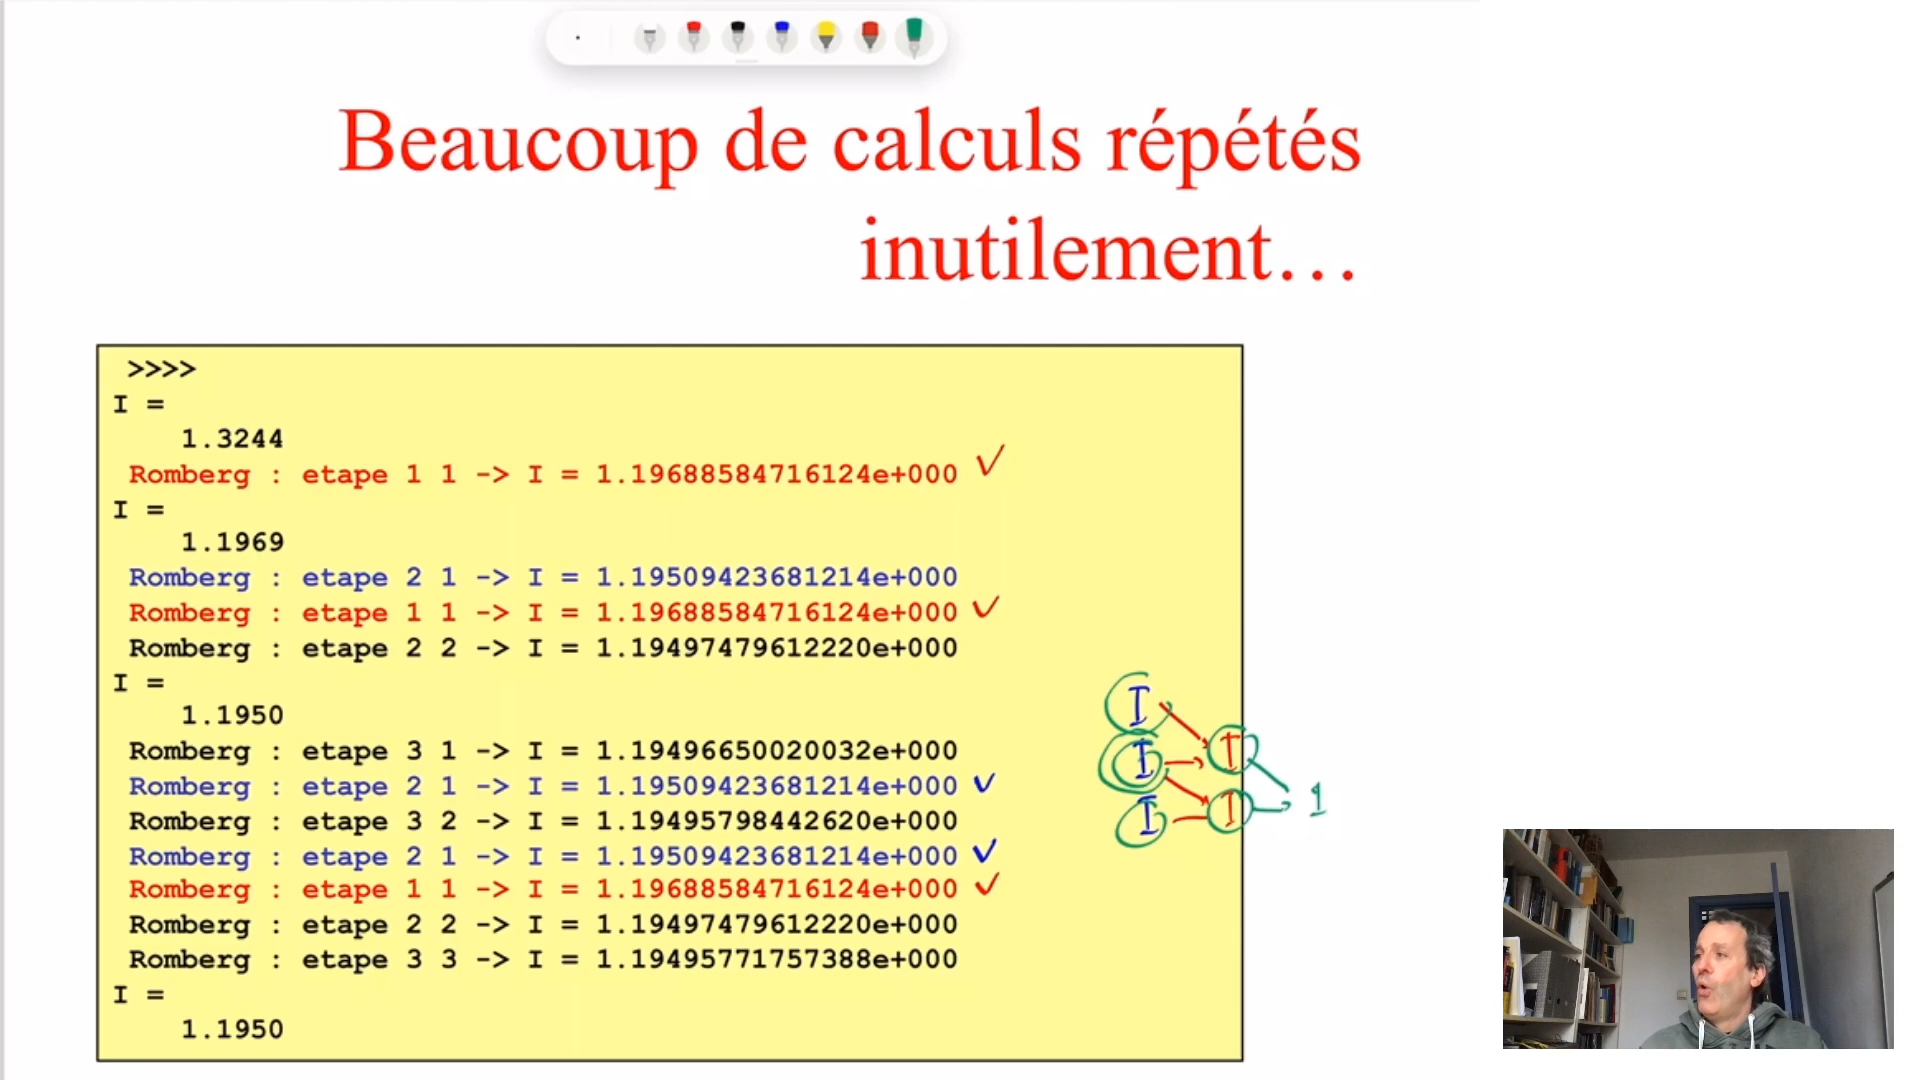 Beaucoup de calculs répétés
inutilement…
>>>>
I =
1.3244
Romberg : etape 1 1 -> I = 1.19688584716124e+000
I =
1.1969
Romberg : etape 2 1 -> I = 1.19509423681214e+000
Romberg : etape 1 1 -> I = 1.19688584716124e+000
Romberg : etape 2 2 -> I = 1.19497479612220e+000
I =
1.1950
Romberg : etape 3 1 -> I = 1.19496650020032e+000
Romberg : etape 2 1 -> I = 1.19509423681214e+000
Romberg : etape 3 2 -> I = 1.19495798442620e+000
Romberg : etape 2 1 -> I = 1.19509423681214e+000
Romberg : etape 1 1 -> I = 1.19688584716124e+000
Romberg : etape 2 2 -> I = 1.19497479612220e+000
Romberg : etape 3 3 -> I = 1.19495771757388e+000
I =
1.1950
I
I I
I I I